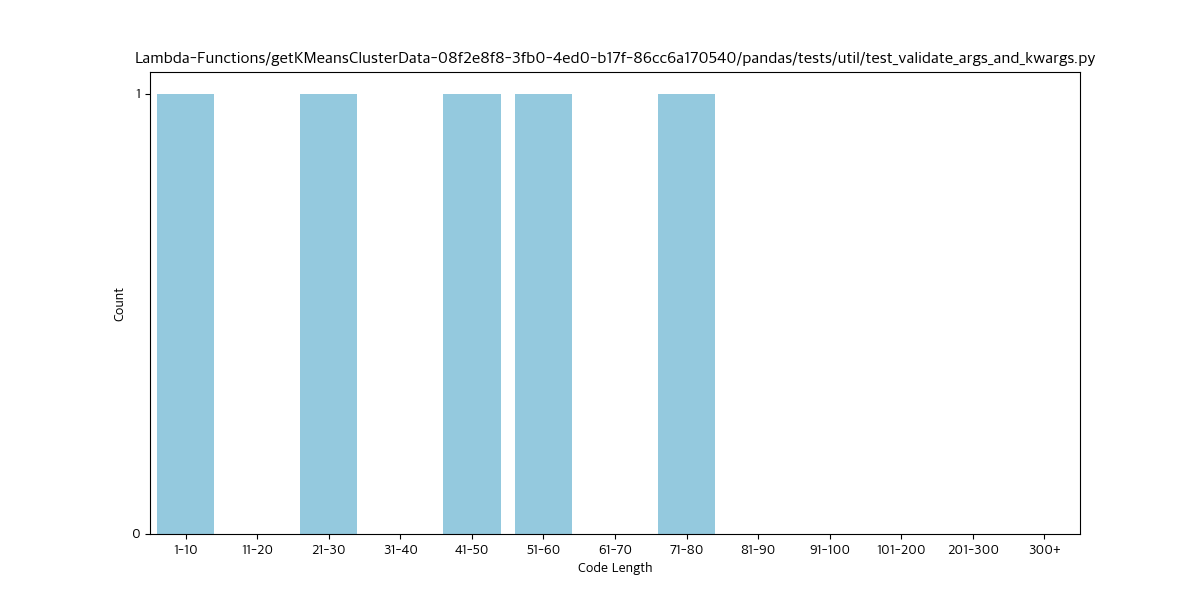 Lambda-Functions/getKMeansClusterData-08f2e8f8-3fb0-4ed0-b17f-86cc6a170540/pandas/tests/util/test_validate_args_and_kwargs.py
1
Count
0
1-10 11-20 21-30 31-40 41-50 51-60 61-70 71-80 81-90 91-100 101-200 201-300 300+
Code Length